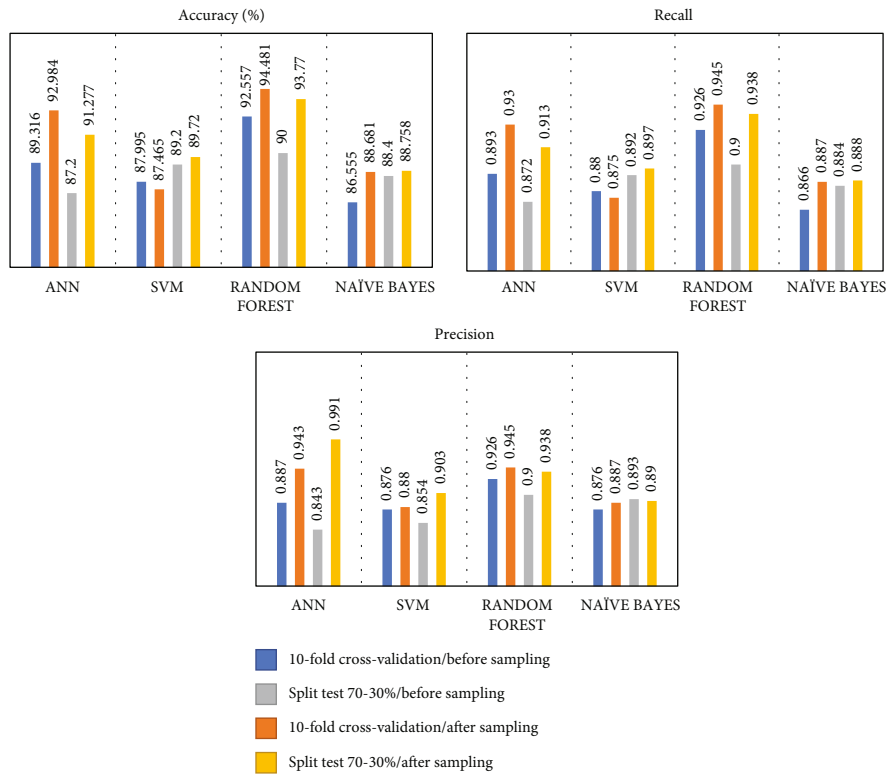 Accuracy (%)
89.316
92.984
87.2
91.277
87.995
87.465
89.2
89.72
92.557
94.481
90
93.77
86.555
88.681
88.4
88.758
ANN
SVM
RANDOM
FOREST
NAÏVE BAYES
Recall
0.893
0.93
0.872
0.913
0.88
0.875
0.892
0.897
0.926
0.945
0.9
0.938
0.866
0.887
0.884
0.888
ANN
SVM
RANDOM
FOREST
NAÏVE BAYES
Precision
0.887
0.943
0.843
0.991
0.876
0.88
0.854
0.903
0.926
0.945
0.9
0.938
0.876
0.887
0.893
0.89
ANN
SVM
RANDOM
FOREST
NAÏVE BAYES
10-fold cross-validation/before sampling
Split test 70-30%/before sampling
10-fold cross-validation/after sampling
Split test 70-30%/after sampling